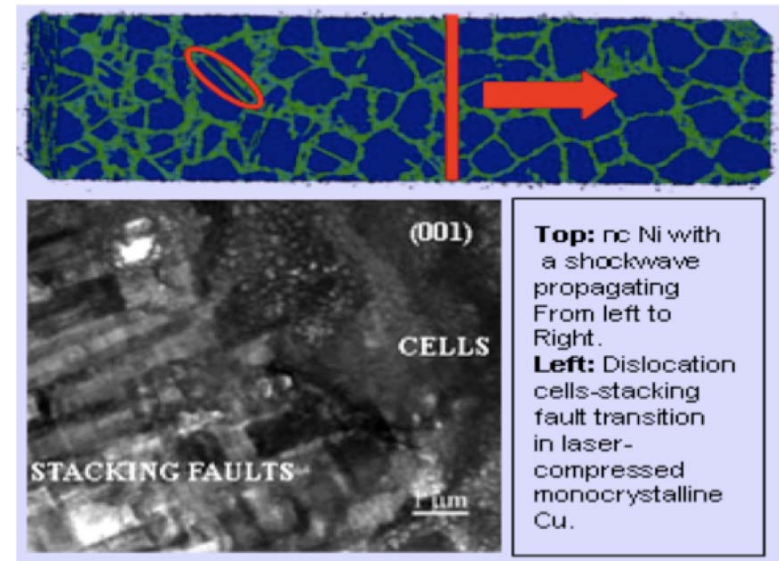 (001)
CELLS
STACKING FAULTS
1 µm
Top: nc Ni with
a shockwave
propagating
From left to
Right.
Left: Dislocation
cells-stacking
fault transition
in laser-
compressed
monocrystalline
Cu.